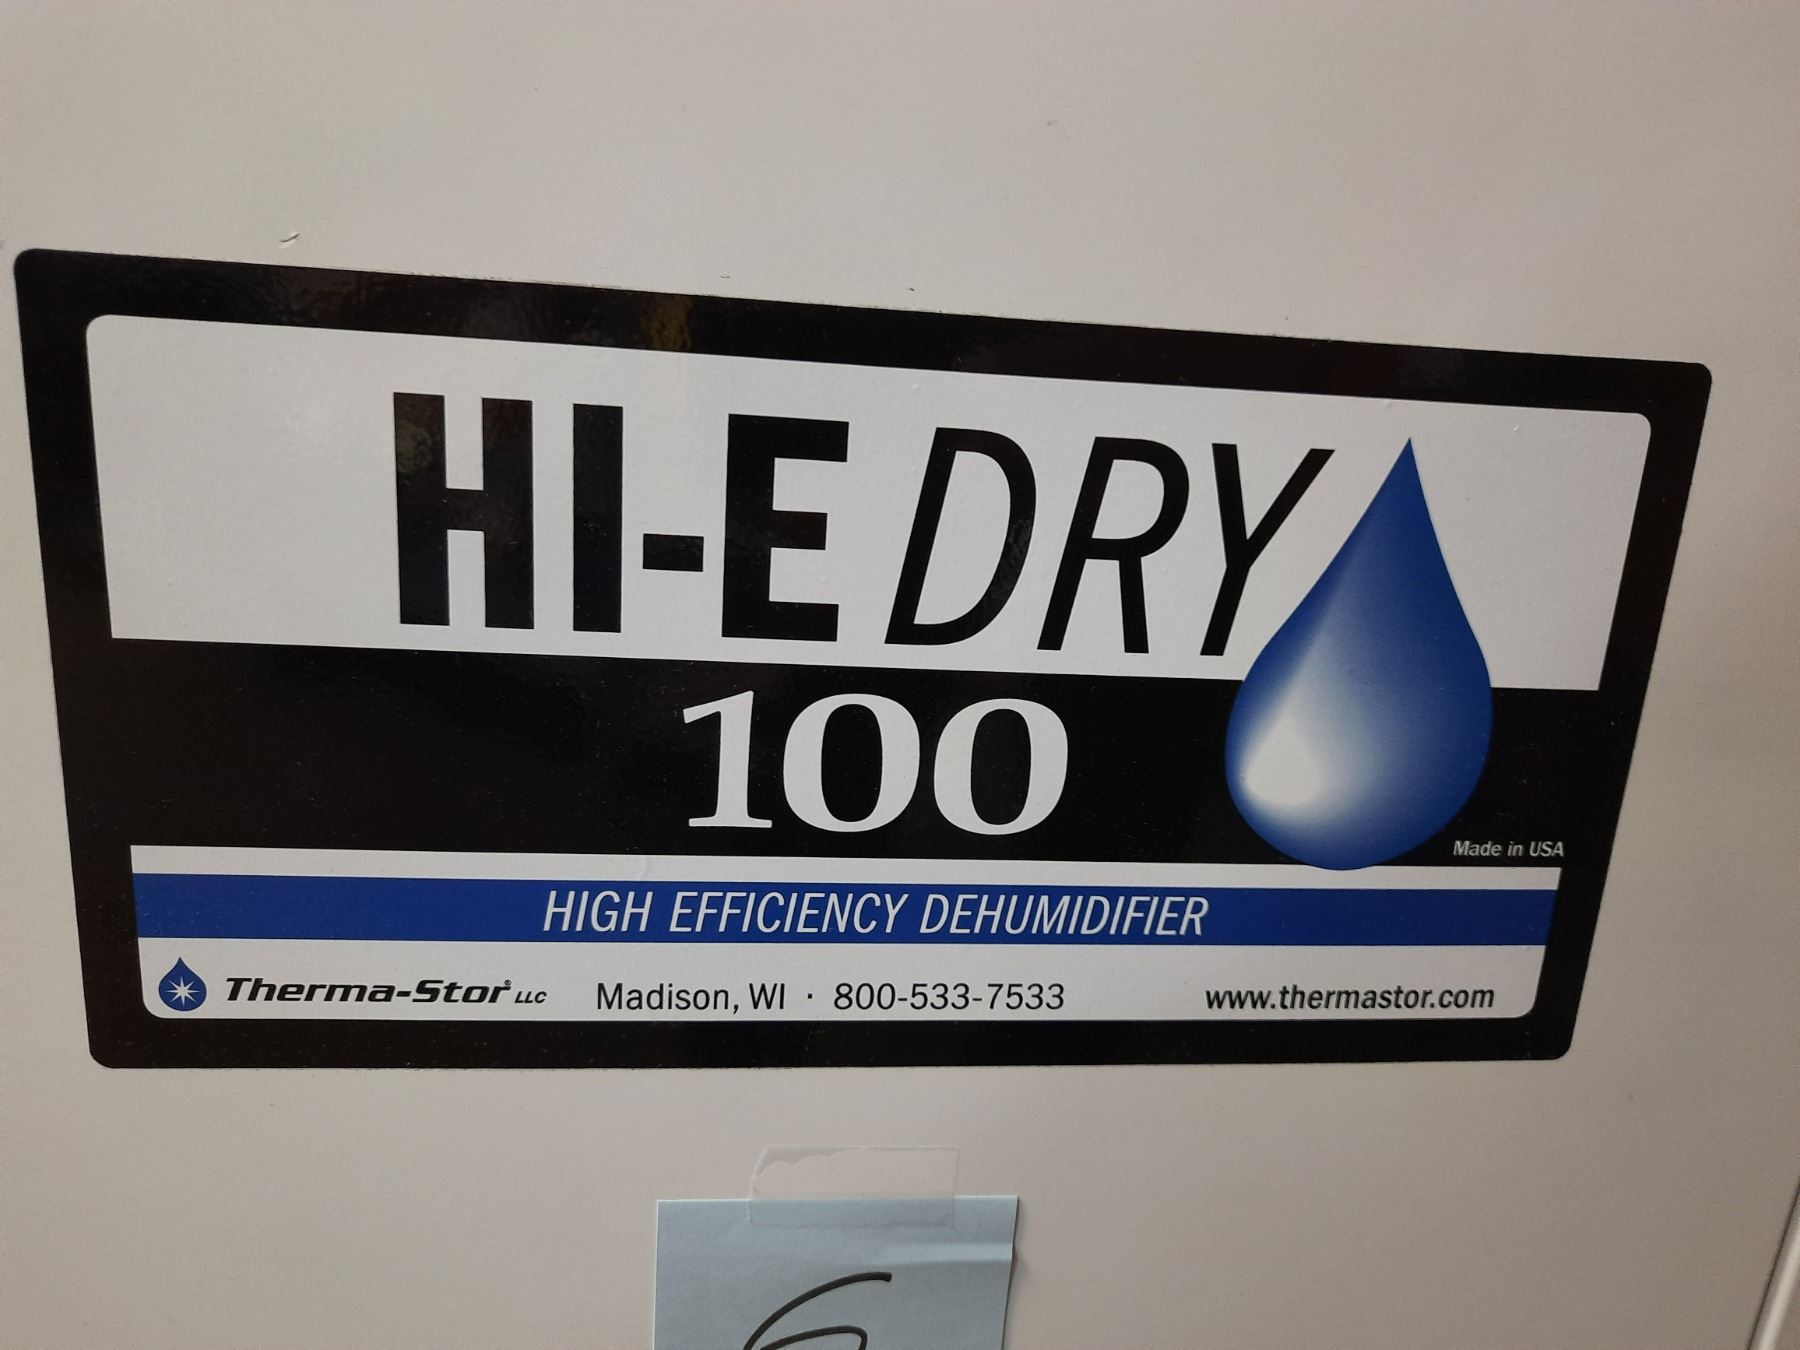 HI-E DRY
100
Made in USA
HIGH EFFICIENCY DEHUMIDIFIER
Therma-Stor® LLC Madison, WI · 800-533-7533 www.thermastor.com